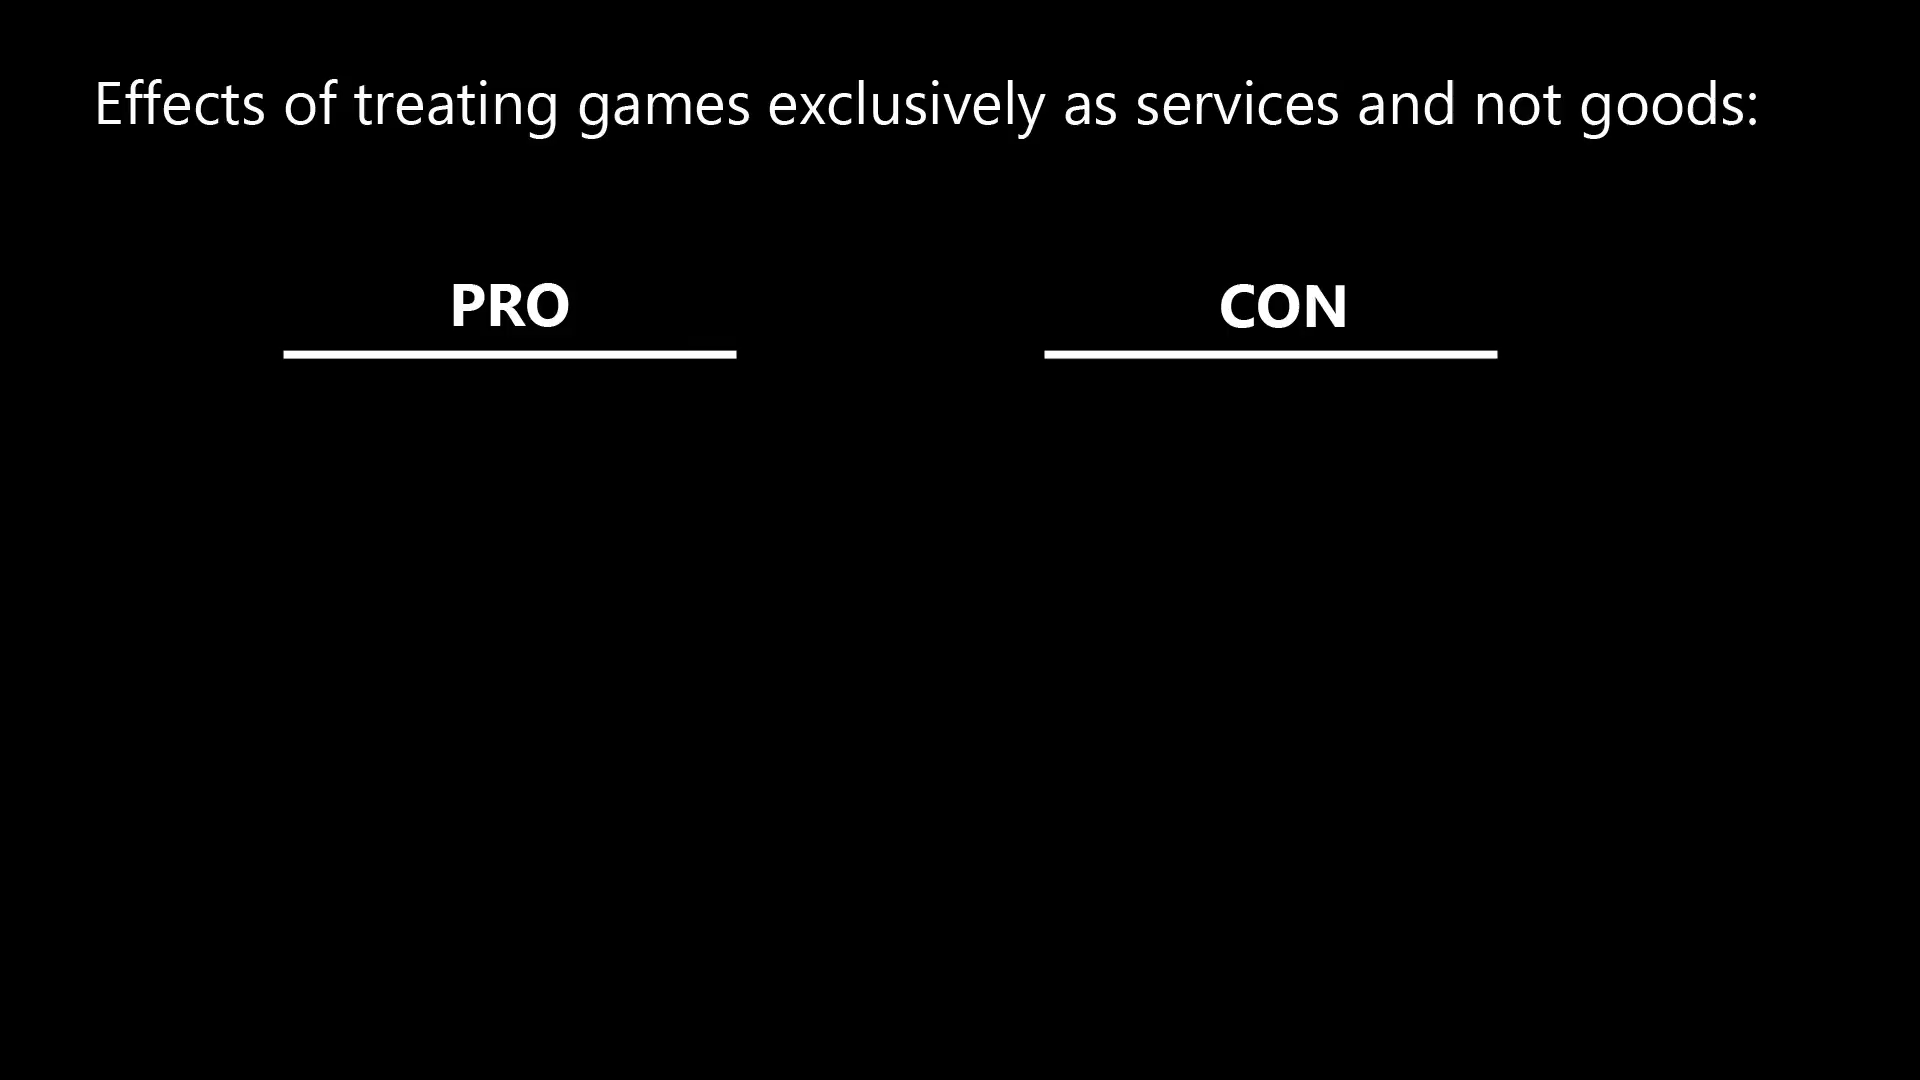 Effects of treating games exclusively as services and not goods:
PRO
CON